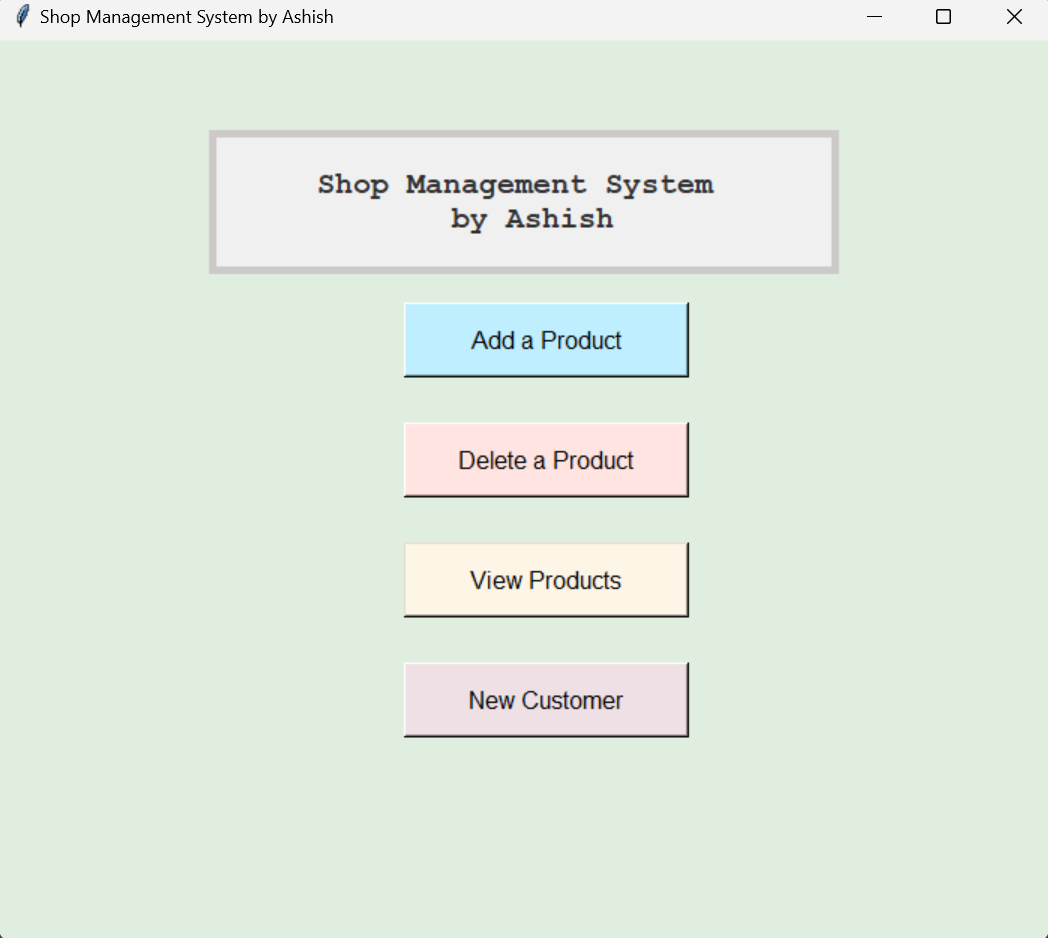 Shop Management System by Ashish
Shop Management System
by Ashish
Add a Product
Delete a Product
View Products
New Customer